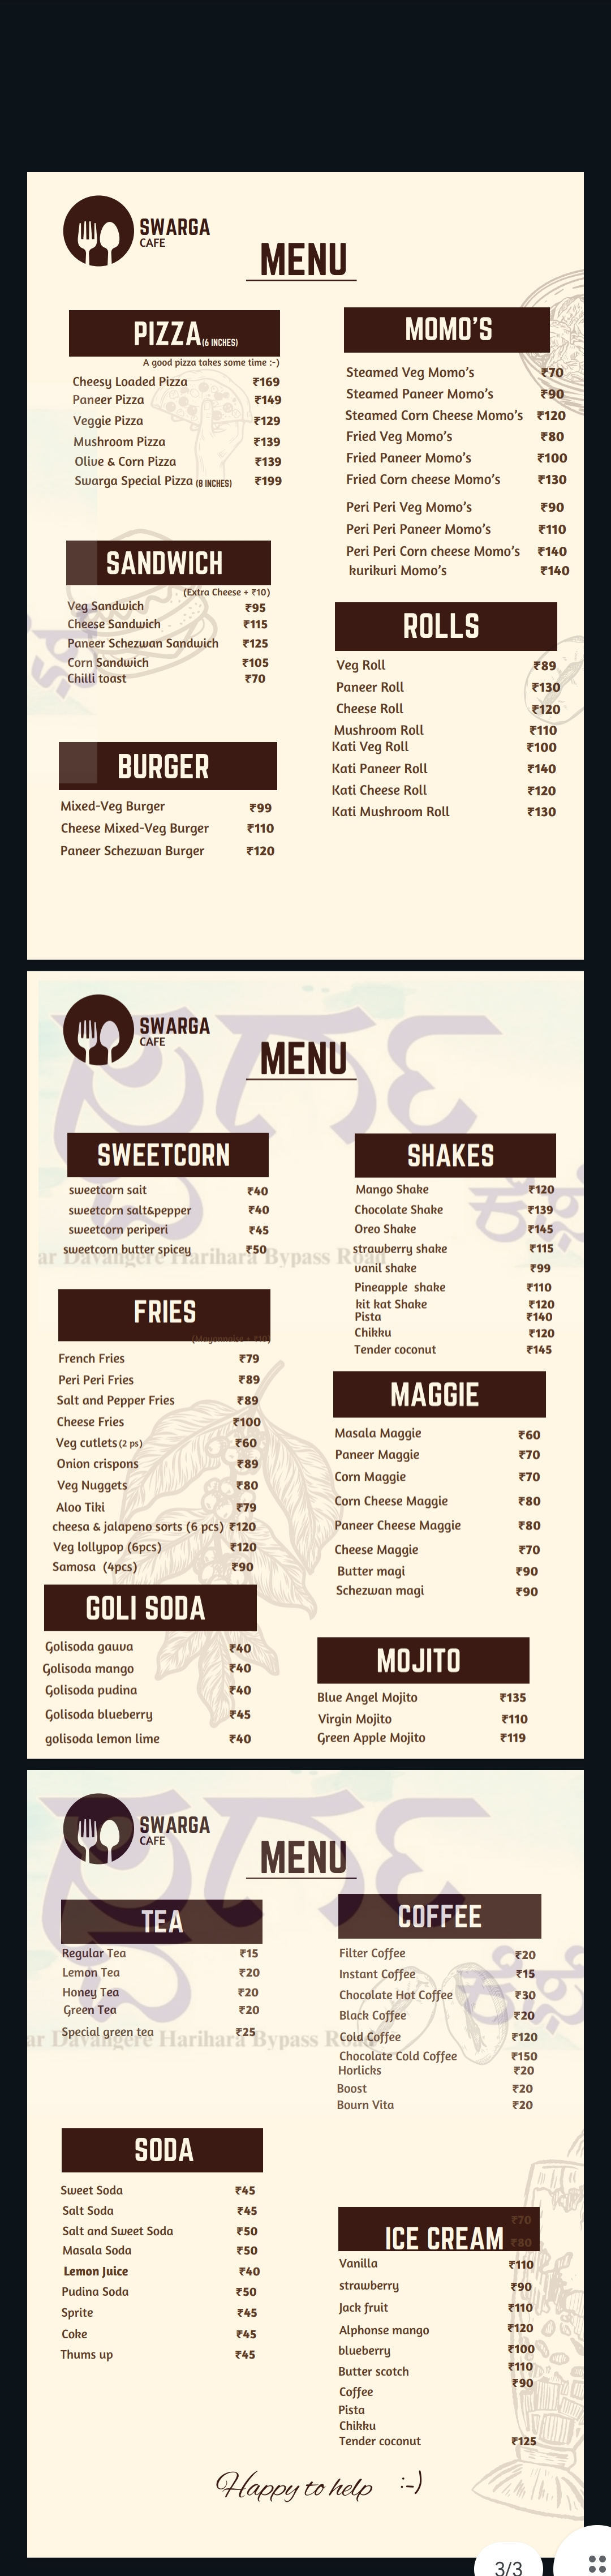 SWARGA
CAFE
MENU
PIZZA(6 INCHES)
A good pizza takes some time :-)
Cheesy Loaded Pizza ₹169
Paneer Pizza ₹149
Veggie Pizza ₹129
Mushroom Pizza ₹139
Olive & Corn Pizza ₹139
Swarga Special Pizza (8 INCHES) ₹199
SANDWICH
(Extra Cheese + ₹10)
Veg Sandwich ₹95
Cheese Sandwich ₹115
Paneer Schezwan Sandwich ₹125
Corn Sandwich ₹105
Chilli toast ₹70
BURGER
Mixed-Veg Burger ₹99
Cheese Mixed-Veg Burger ₹110
Paneer Schezwan Burger ₹120
MOMO'S
Steamed Veg Momo's ₹70
Steamed Paneer Momo's ₹90
Steamed Corn Cheese Momo's ₹120
Fried Veg Momo's ₹80
Fried Paneer Momo's ₹100
Fried Corn cheese Momo's ₹130
Peri Peri Veg Momo's ₹90
Peri Peri Paneer Momo's ₹110
Peri Peri Corn cheese Momo's ₹140
kurikuri Momo's ₹140
ROLLS
Veg Roll ₹89
Paneer Roll ₹130
Cheese Roll ₹120
Mushroom Roll ₹110
Kati Veg Roll ₹100
Kati Paneer Roll ₹140
Kati Cheese Roll ₹120
Kati Mushroom Roll ₹130
SWARGA
CAFE
MENU
SWEETCORN
sweetcorn salt ₹40
sweetcorn salt&pepper ₹40
sweetcorn periperi ₹45
sweetcorn butter spicey ₹50
ar Davangere Harihara Bypass Road
FRIES
(Mayonnaise + ₹10)
French Fries ₹79
Peri Peri Fries ₹89
Salt and Pepper Fries ₹89
Cheese Fries ₹100
Veg cutlets(2 ps) ₹60
Onion crispons ₹89
Veg Nuggets ₹80
Aloo Tiki ₹79
cheesa & jalapeno sorts (6 pcs) ₹120
Veg lollypop (6pcs) ₹120
Samosa (4pcs) ₹90
GOLI SODA
Golisoda gauva ₹40
Golisoda mango ₹40
Golisoda pudina ₹40
Golisoda blueberry ₹45
golisoda lemon lime ₹40
SHAKES
Mango Shake ₹120
Chocolate Shake ₹139
Oreo Shake ₹145
strawberry shake ₹115
vanil shake ₹99
Pineapple shake ₹110
kit kat Shake ₹120
Pista ₹140
Chikku ₹120
Tender coconut ₹145
MAGGIE
Masala Maggie ₹60
Paneer Maggie ₹70
Corn Maggie ₹70
Corn Cheese Maggie ₹80
Paneer Cheese Maggie ₹80
Cheese Maggie ₹70
Butter magi ₹90
Schezwan magi ₹90
MOJITO
Blue Angel Mojito ₹135
Virgin Mojito ₹110
Green Apple Mojito ₹119
SWARGA
CAFE
MENU
TEA
Regular Tea ₹15
Lemon Tea ₹20
Honey Tea ₹20
Green Tea ₹20
Special green tea ₹25
ar Davangere Harihara Bypass Road
SODA
Sweet Soda ₹45
Salt Soda ₹45
Salt and Sweet Soda ₹50
Masala Soda ₹50
Lemon Juice ₹40
Pudina Soda ₹50
Sprite ₹45
Coke ₹45
Thums up ₹45
COFFEE
Filter Coffee ₹20
Instant Coffee ₹15
Chocolate Hot Coffee ₹30
Black Coffee ₹20
Cold Coffee ₹120
Chocolate Cold Coffee ₹150
Horlicks ₹20
Boost ₹20
Bourn Vita ₹20
₹70
ICE CREAM ₹80
Vanilla ₹110
strawberry ₹90
Jack fruit ₹110
Alphonse mango ₹120
blueberry ₹100
Butter scotch ₹110
₹90
Coffee
Pista
Chikku
Tender coconut ₹125
Happy to help :-)
3/3